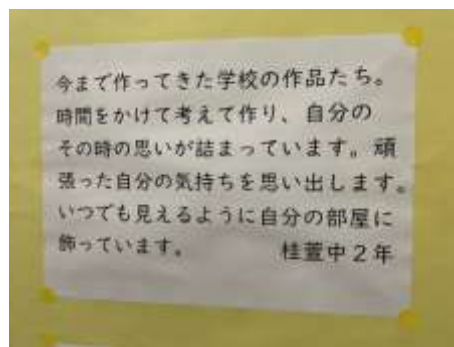 今まで作ってきた学校の作品たち。
時間をかけて考えて作り、自分の
その時の思いが詰まっています。頑
張った自分の気持ちを思い出します。
いつでも見えるように自分の部屋に
飾っています。　　　桂萱中２年